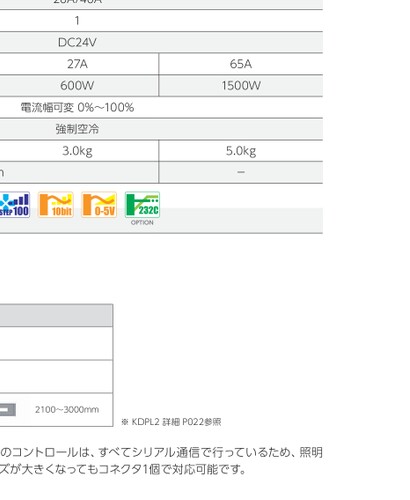 1
DC24V
27A 65A
600W 1500W
電流幅可変 0%～100%
強制空冷
3.0kg 5.0kg
－
STEP100 10bit 0-5V 232C
OPTION
2100～3000mm
※ KDPL2 詳細 P022参照
のコントロールは、すべてシリアル通信で行っているため、照明
ズが大きくなってもコネクタ1個で対応可能です。